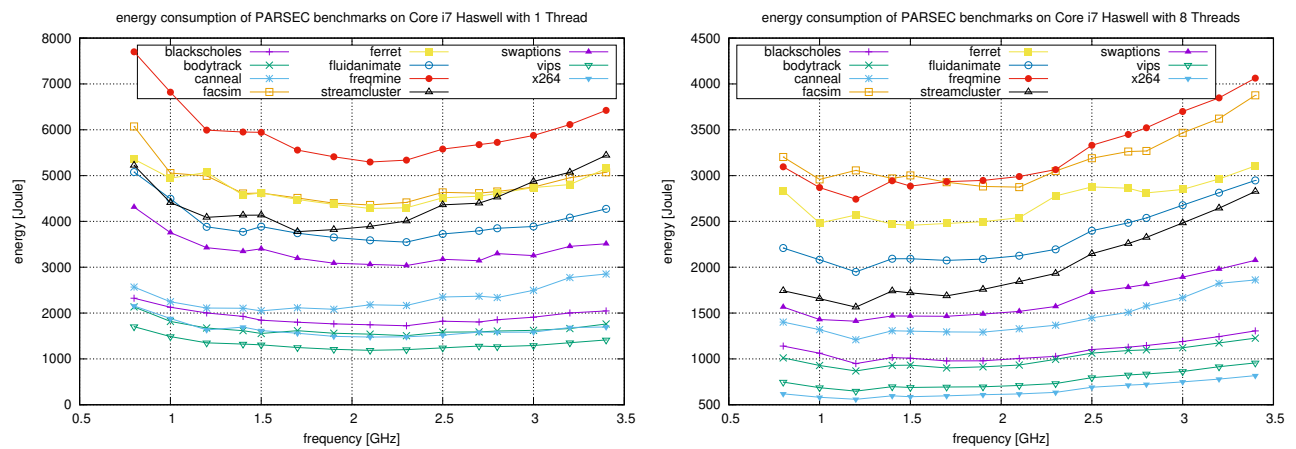 energy consumption of PARSEC benchmarks on Core i7 Haswell with 1 Thread
energy [Joule]
8000
7000
6000
5000
4000
3000
2000
1000
0
blackscholes
bodytrack
canneal
facsim
ferret
fluidanimate
freqmine
streamcluster
swaptions
vips
x264
0.5
1
1.5
2
2.5
3
3.5
frequency [GHz]
energy consumption of PARSEC benchmarks on Core i7 Haswell with 8 Threads
energy [Joule]
4500
4000
3500
3000
2500
2000
1500
1000
500
blackscholes
bodytrack
canneal
facsim
ferret
fluidanimate
freqmine
streamcluster
swaptions
vips
x264
0.5
1
1.5
2
2.5
3
3.5
frequency [GHz]